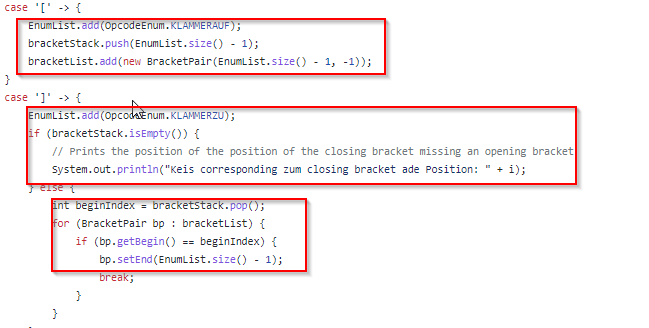 case '[' -> {
EnumList.add(OpcodeEnum.KLAMMERAUF);
bracketStack.push(EnumList.size() - 1);
bracketList.add(new BracketPair(EnumList.size() - 1, -1));
}
case ']' -> {
EnumList.add(OpcodeEnum.KLAMMERZU);
if (bracketStack.isEmpty()) {
// Prints the position of the position of the closing bracket missing an opening bracket
System.out.println("Keis corresponding zum closing bracket ade Position: " + i);
} else {
int beginIndex = bracketStack.pop();
for (BracketPair bp : bracketList) {
if (bp.getBegin() == beginIndex) {
bp.setEnd(EnumList.size() - 1);
break;
}
}